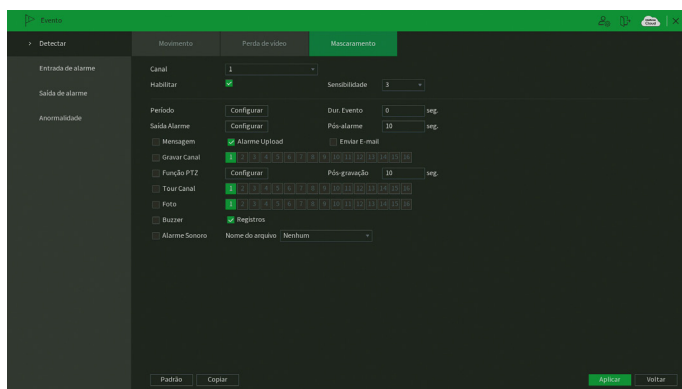 Evento
Intelbras Cloud
> Detectar
Entrada de alarme
Saída de alarme
Anormalidade
Movimento Perda de vídeo Mascaramento
Canal 1
Habilitar Sensibilidade 3
Período Configurar Dur. Evento 0 seg.
Saída Alarme Configurar Pós-alarme 10 seg.
Mensagem Alarme Upload Enviar E-mail
Gravar Canal 1 2 3 4 5 6 7 8 9 10 11 12 13 14 15 16
Função PTZ Configurar Pós-gravação 10 seg.
Tour Canal 1 2 3 4 5 6 7 8 9 10 11 12 13 14 15 16
Foto 1 2 3 4 5 6 7 8 9 10 11 12 13 14 15 16
Buzzer Registros
Alarme Sonoro Nome do arquivo Nenhum
Padrão Copiar Aplicar Voltar